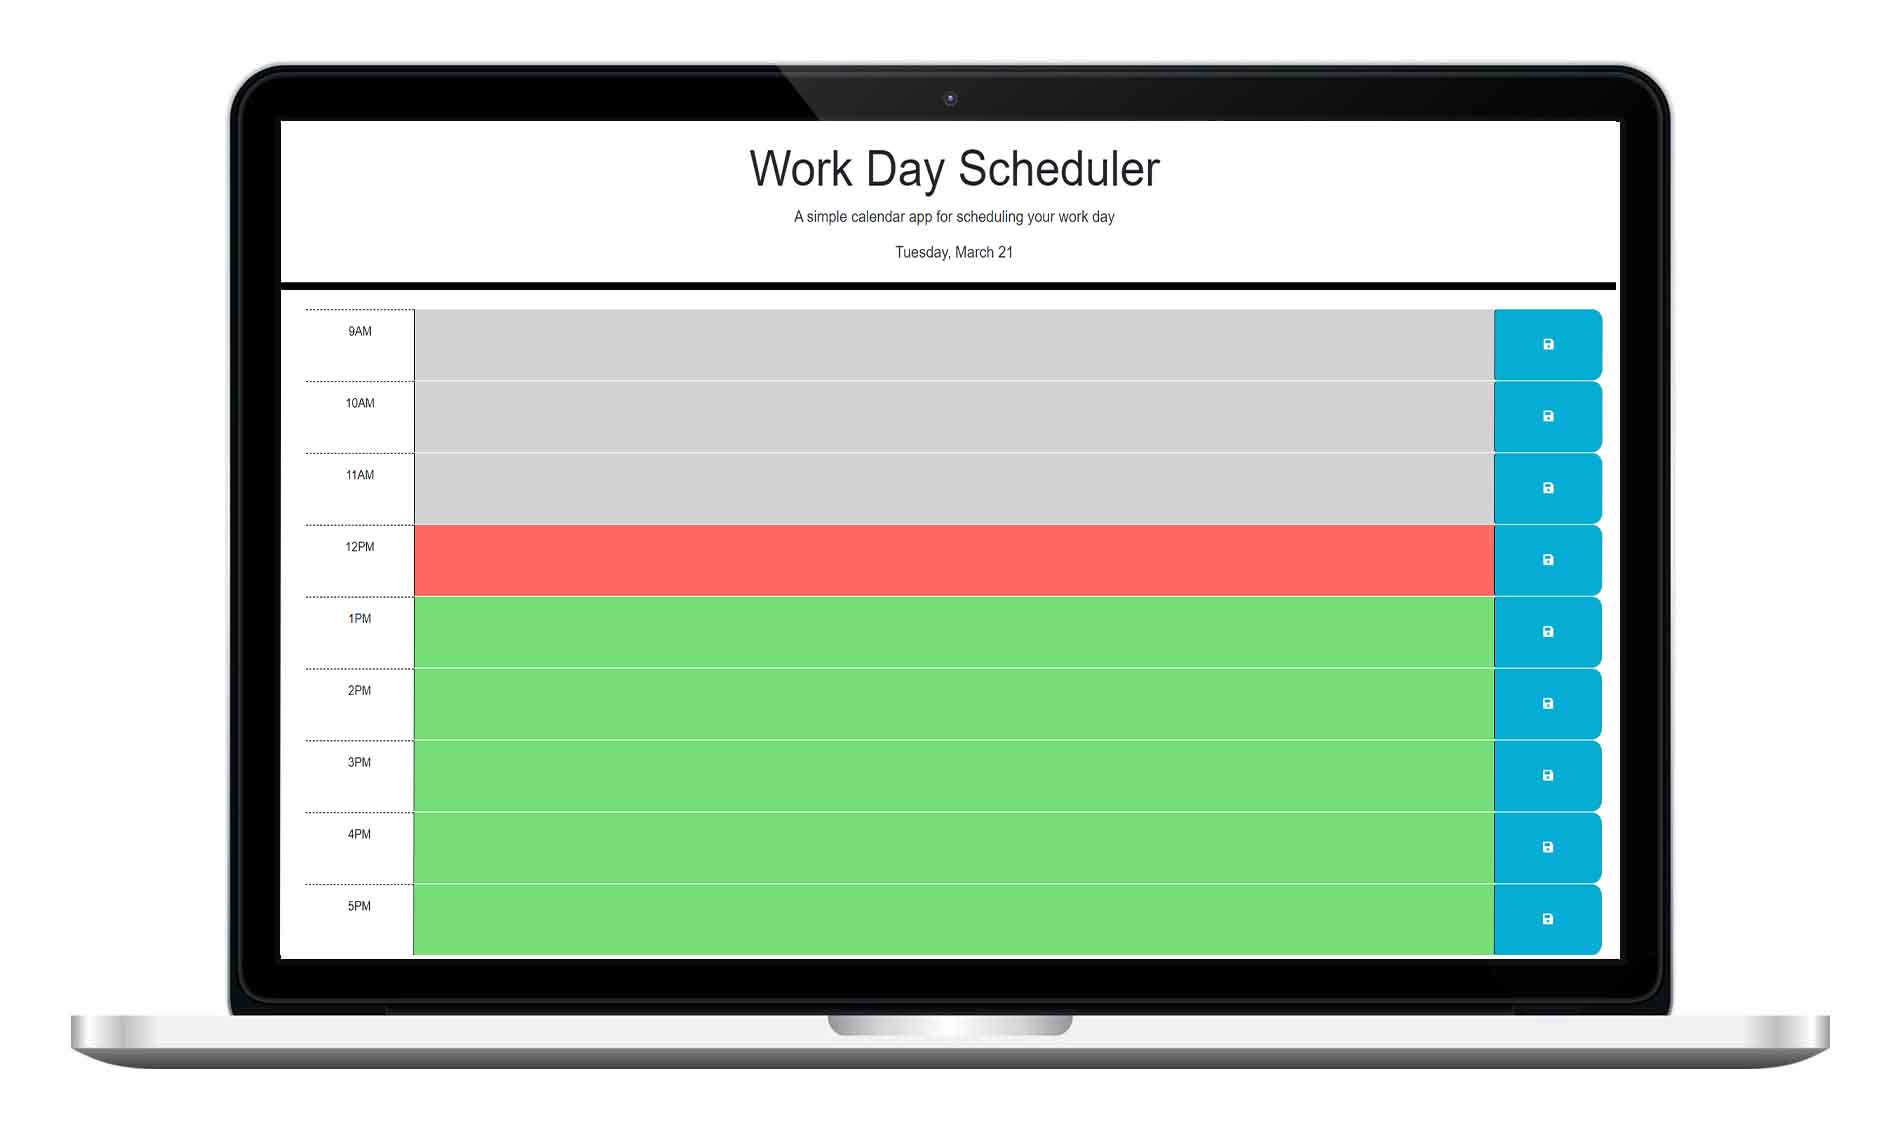 Work Day Scheduler
A simple calendar app for scheduling your work day
Tuesday, March 21
9AM
10AM
11AM
12PM
1PM
2PM
3PM
4PM
5PM